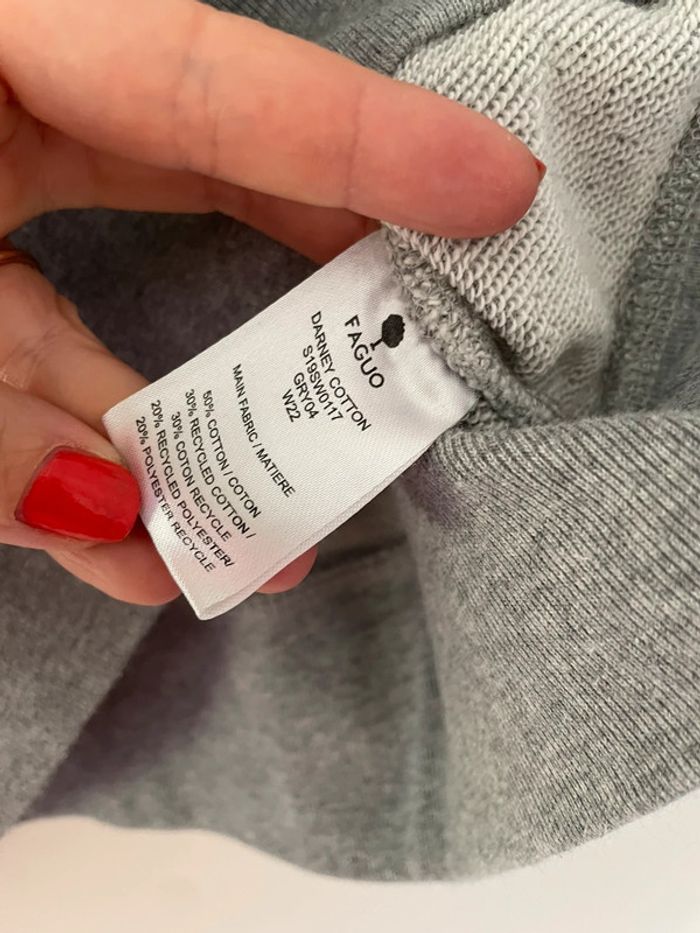 FAGUO
DARNEY COTTON
S19SW0117
GRY04
W22
MAIN FABRIC / MATIERE
50% COTTON / COTON
30% RECYCLED COTTON /
30% COTON RECYCLE
20% RECYCLED POLYESTER/
20% POLYESTER RECYCLE